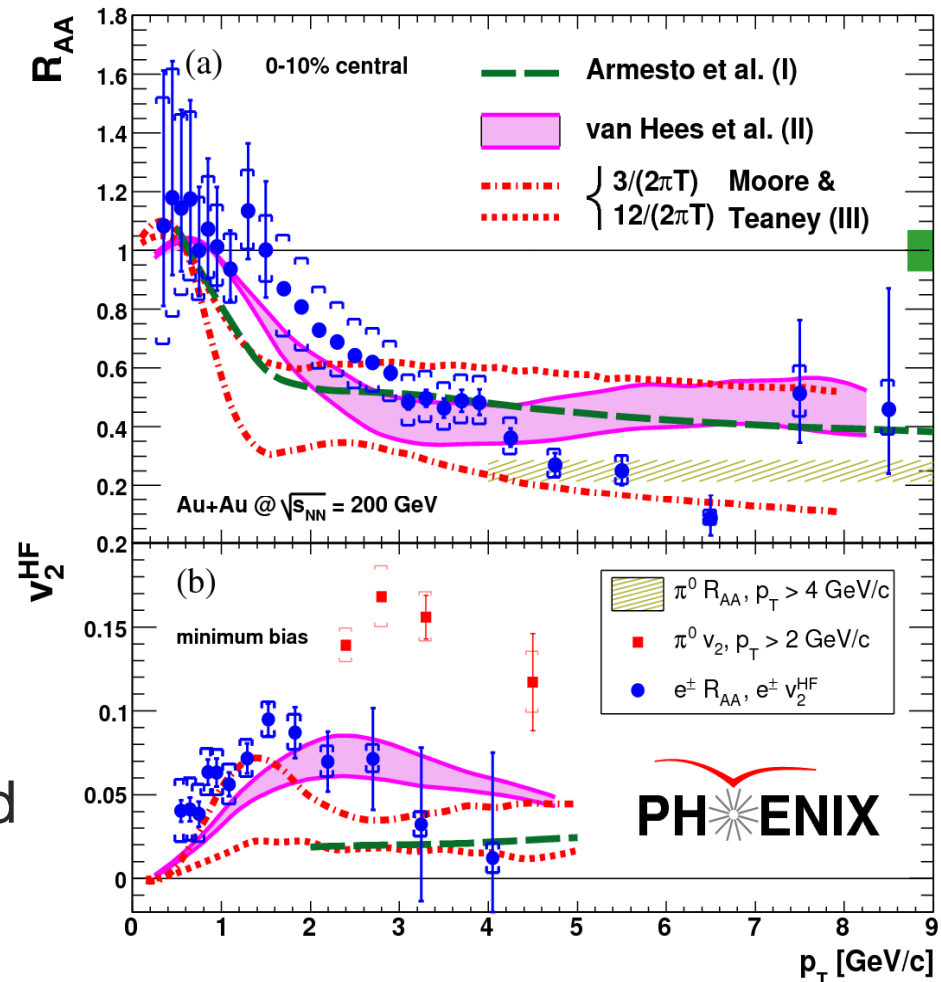 R_AA
1.8
1.6
1.4
1.2
1
0.8
0.6
0.4
0.2
0
(a)
0-10% central
Armesto et al. (I)
van Hees et al. (II)
3/(2πT) Moore &
12/(2πT) Teaney (III)
Au+Au @ √s_NN = 200 GeV
v_2^HF
0.2
0.15
0.1
0.05
0
(b)
minimum bias
π⁰ R_AA, p_T > 4 GeV/c
π⁰ v_2, p_T > 2 GeV/c
e± R_AA, e± v_2^HF
PHENIX
d
0 1 2 3 4 5 6 7 8 9
p_T [GeV/c]